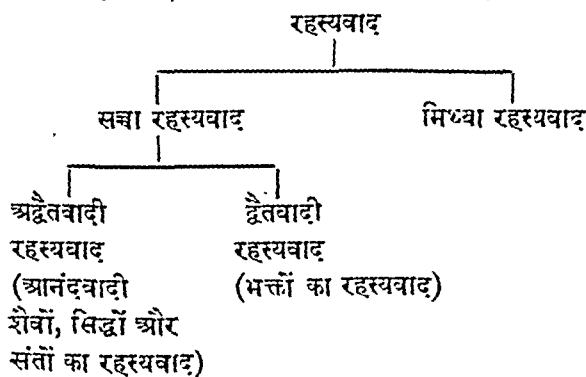 रहस्यवाद
सच्चा रहस्यवाद मिथ्या रहस्यवाद
अद्वैतवादी द्वैतवादी
रहस्यवाद रहस्यवाद
(आनंदवादी (भक्तों का रहस्यवाद)
शैवों, सिद्धों और
संतों का रहस्यवाद)